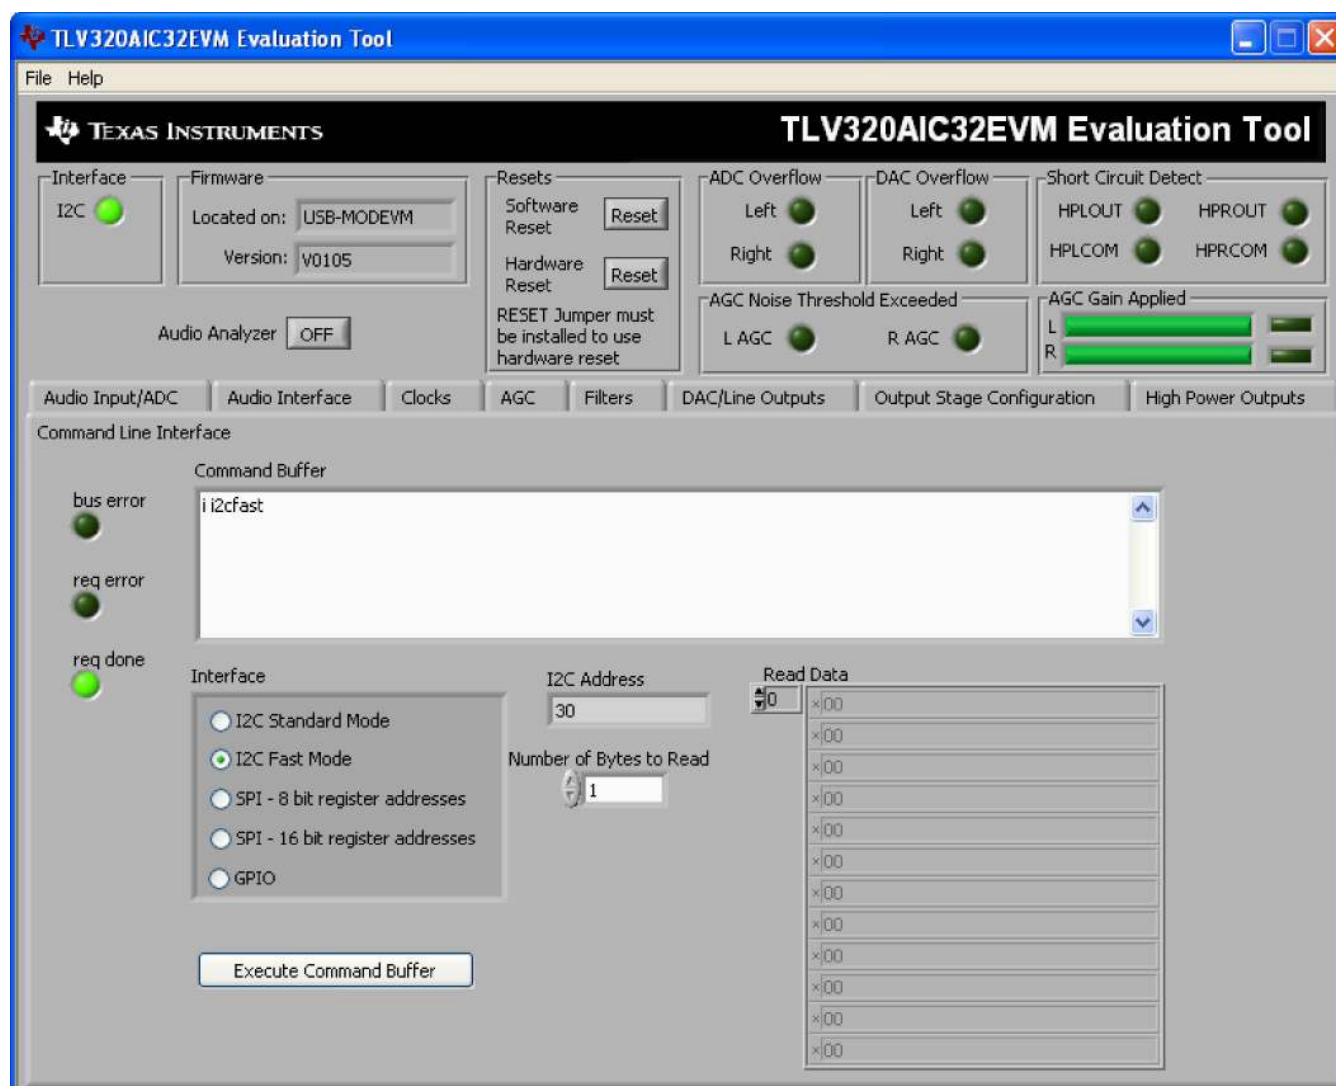 TLV320AIC32EVM Evaluation Tool
File Help
TEXAS INSTRUMENTS
TLV320AIC32EVM Evaluation Tool
Interface
I2C
Firmware
Located on: USB-MODEVM
Version: V0105
Audio Analyzer OFF
Resets
Software
Reset
Reset
Hardware
Reset
Reset
RESET Jumper must
be installed to use
hardware reset
ADC Overflow
Left
Right
DAC Overflow
Left
Right
Short Circuit Detect
HPLOUT HPROUT
HPLCOM HPRCOM
AGC Noise Threshold Exceeded
L AGC R AGC
AGC Gain Applied
L
R
Audio Input/ADC Audio Interface Clocks AGC Filters DAC/Line Outputs Output Stage Configuration High Power Outputs
Command Line Interface
Command Buffer
bus error
i i2cfast
req error
req done
Interface
I2C Standard Mode
I2C Fast Mode
SPI - 8 bit register addresses
SPI - 16 bit register addresses
GPIO
I2C Address
30
Number of Bytes to Read
1
Read Data
0
x00
x00
x00
x00
x00
x00
x00
x00
x00
x00
x00
x00
Execute Command Buffer